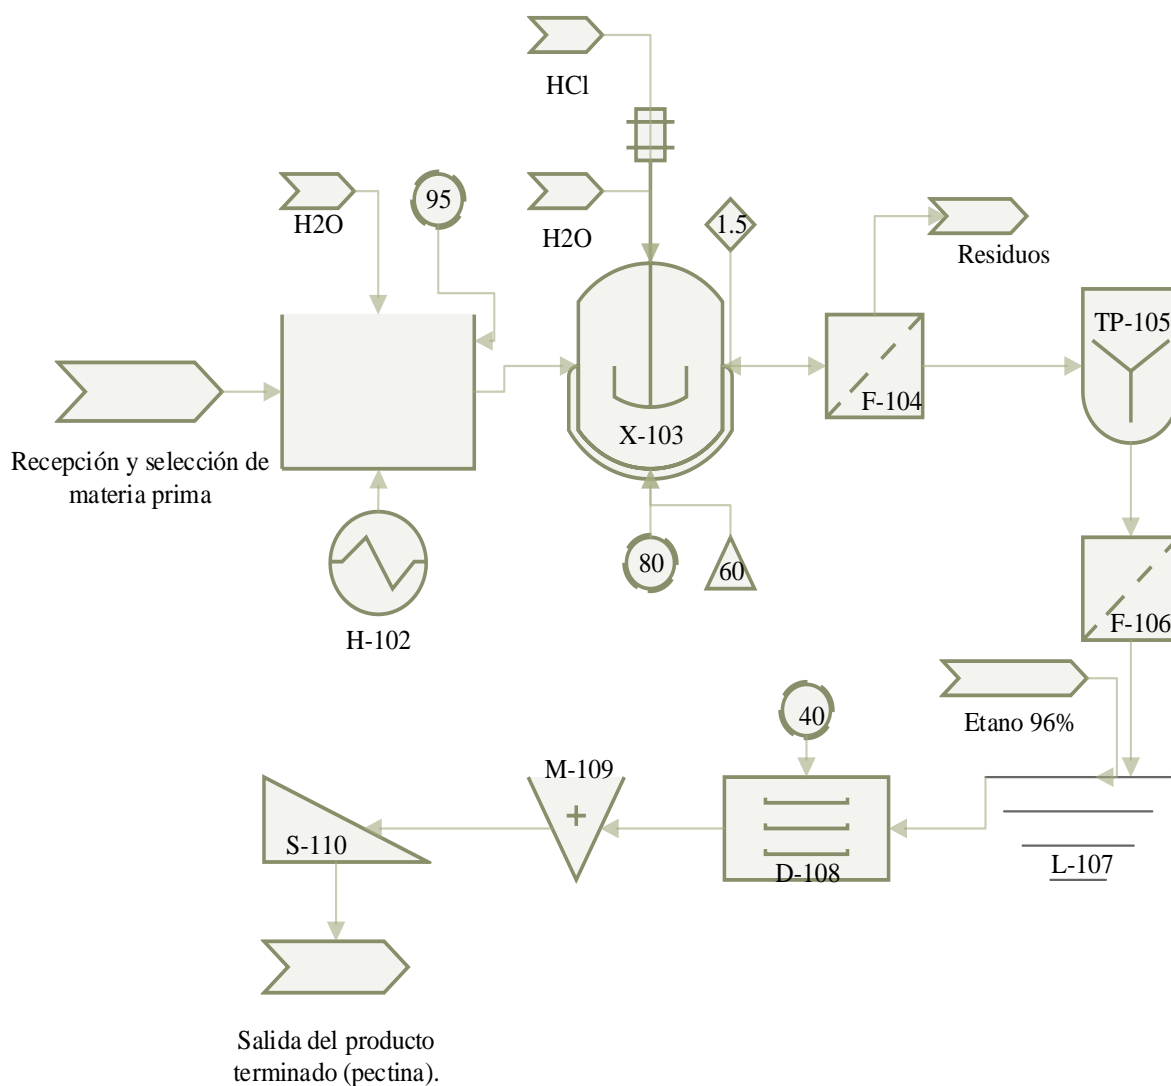 HCl
95
H2O
H2O
1.5
Residuos
TP-105
F-104
X-103
Recepción y selección de
materia prima
80
60
H-102
F-106
Etano 96%
40
M-109
S-110
D-108
L-107
Salida del producto
terminado (pectina).